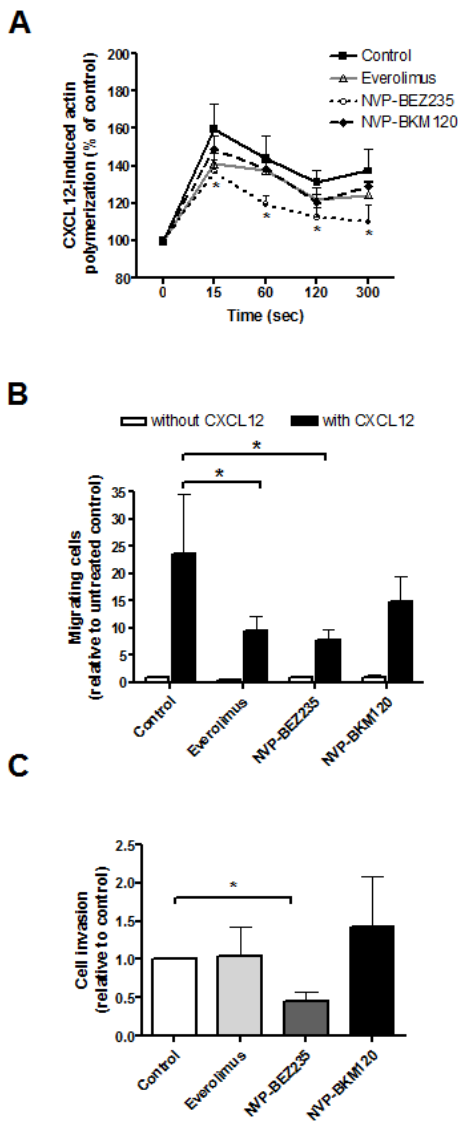 A
CXCL12-induced actin
polymerization (% of control)
200
180
160
140
120
100
80
Control
Everolimus
NVP-BEZ235
NVP-BKM120
* * * *
0 15 60 120 300
Time (sec)
B
without CXCL12 with CXCL12
*
*
Migrating cells
(relative to untreated control)
35
30
25
20
15
10
5
0
Control Everolimus NVP-BEZ235 NVP-BKM120
C
Cell invasion
(relative to control)
2.5
2.0
1.5
1.0
0.5
0.0
*
Control Everolimus NVP-BEZ235 NVP-BKM120